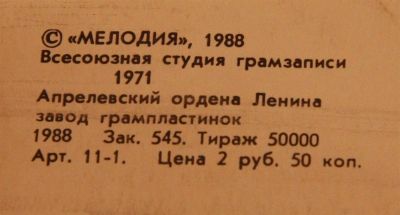 © «МЕЛОДИЯ», 1988
Всесоюзная студия грамзаписи
1971
Апрелевский ордена Ленина
завод грампластинок
1988 Зак. 545. Тираж 50000
Арт. 11-1. Цена 2 руб. 50 коп.